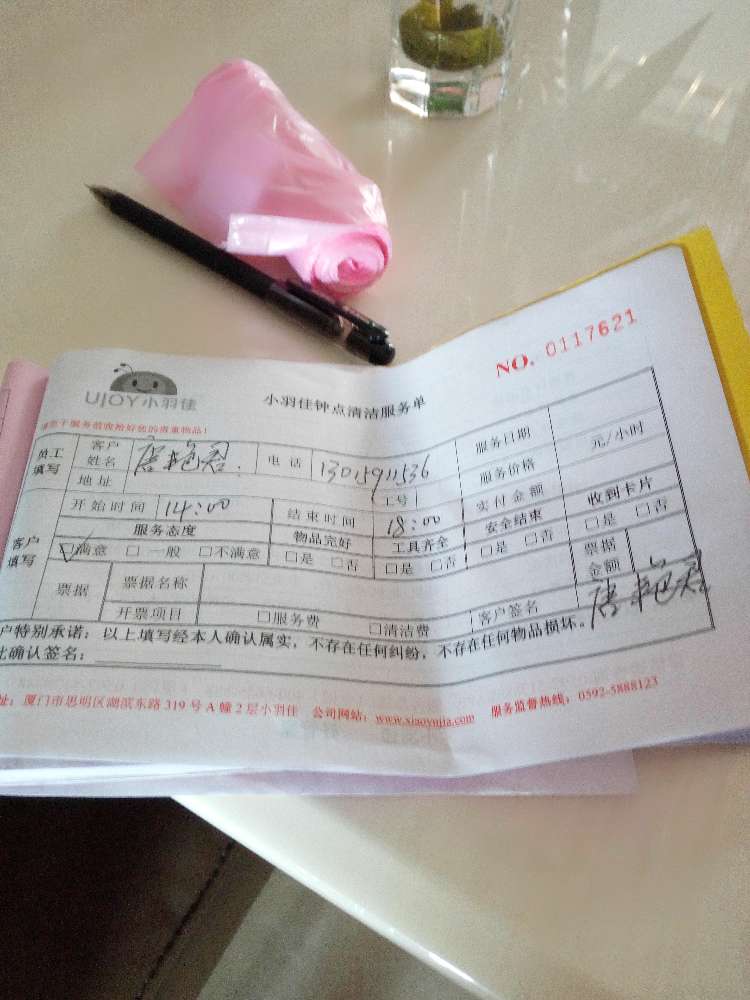 NO. 0117621
UJOY小羽佳
小羽佳钟点清洁服务单
员工填写 客户姓名 唐艳君 电话 13015911536 服务日期
地址 工号 服务价格 元/小时
客户填写 开始时间 14:00 结束时间 18:00 实付金额
服务态度 物品完好 工具齐全 安全结束 收到卡片
☑满意 □一般 □不满意 □是 □否 □是 □否 □是 □否 □是 □否
票据 票据名称 票据金额
开票项目 □服务费 □清洁费 客户签名 唐艳君
户特别承诺：以上填写经本人确认属实，不存在任何纠纷，不存在任何物品损坏。
此确认签名：
址：厦门市思明区湖滨东路 319 号 A 幢 2 层小羽佳 公司网站：www.xiaoyujia.com 服务监督热线：0592-5888123